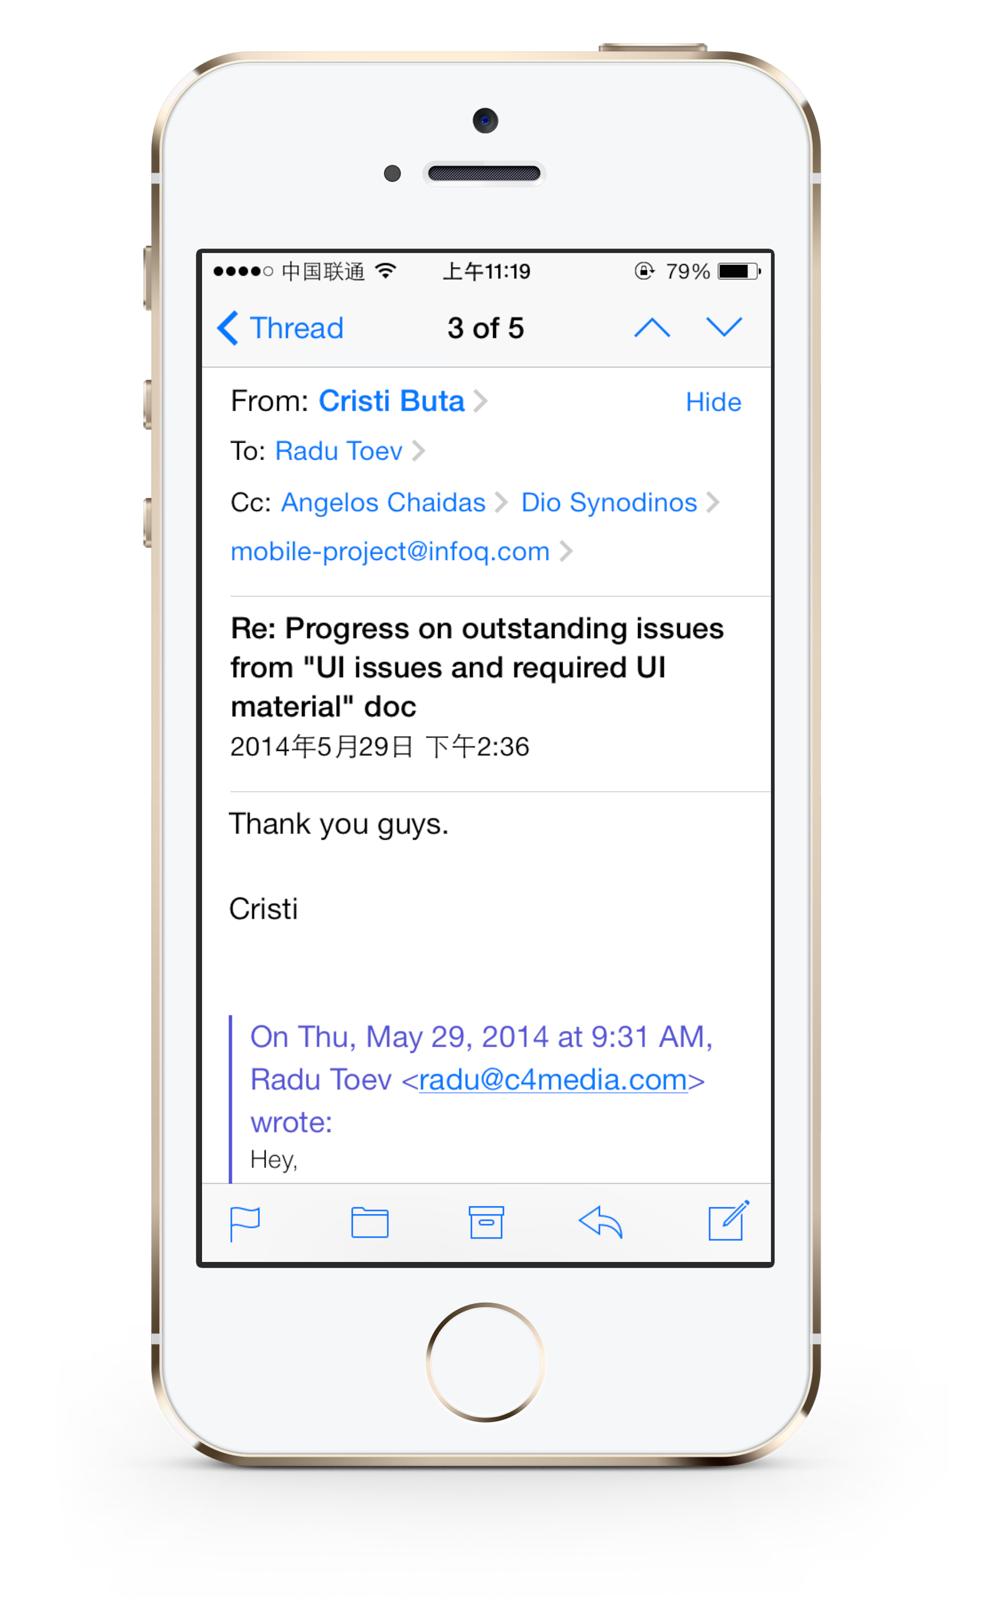 中国联通 上午11:19 79%
Thread 3 of 5
From: Cristi Buta Hide
To: Radu Toev
Cc: Angelos Chaidas Dio Synodinos
mobile-project@infoq.com
Re: Progress on outstanding issues
from "UI issues and required UI
material" doc
2014年5月29日 下午2:36
Thank you guys.
Cristi
On Thu, May 29, 2014 at 9:31 AM,
Radu Toev <radu@c4media.com>
wrote:
Hey,